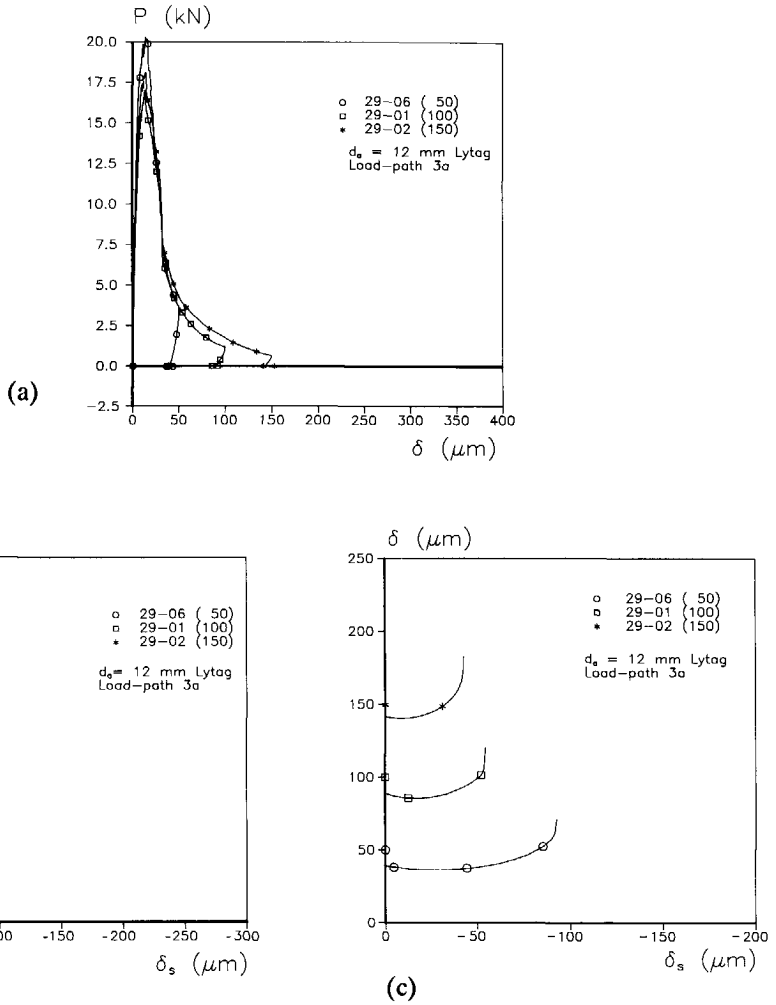 P (kN)
20.0
17.5
15.0
12.5
10.0
7.5
5.0
2.5
0.0
-2.5
29-06 ( 50)
29-01 (100)
29-02 (150)
dₐ = 12 mm Lytag
Load-path 3a
0 50 100 150 200 250 300 350 400
δ (μm)
(a)
29-06 ( 50)
29-01 (100)
29-02 (150)
dₐ= 12 mm Lytag
Load-path 3a
-150 -200 -250 -300
δₛ (μm)
δ (μm)
250
200
150
100
50
0
29-06 ( 50)
29-01 (100)
29-02 (150)
dₐ = 12 mm Lytag
Load-path 3a
0 -50 -100 -150 -200
δₛ (μm)
(c)